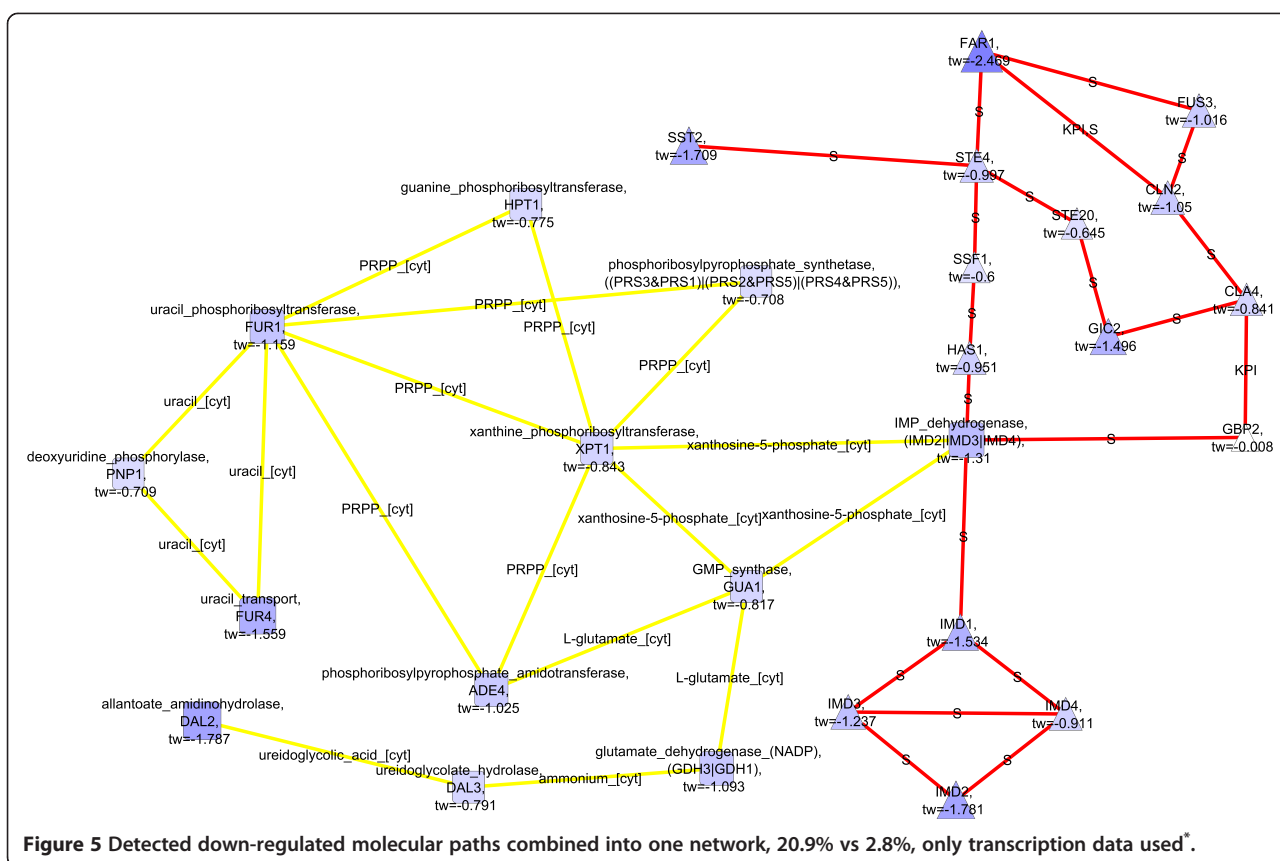 FAR1,
tw=-2.469
S
FUS3,
tw=-1.016
S
KPI S
SST2,
tw=-1.709
S
STE4,
tw=-0.997
S
CLN2,
tw=-1.05
guanine_phosphoribosyltransferase,
HPT1,
tw=-0.775
S
STE20,
tw=-0.645
S
S
PRPP_[cyt]
SSF1,
tw=-0.6
phosphoribosylpyrophosphate_synthetase,
((PRS3&PRS1)|(PRS2&PRS5)|(PRS4&PRS5)),
tw=-0.708
S
CLA4,
tw=-0.841
PRPP_[cyt]
uracil_phosphoribosyltransferase,
FUR1,
tw=-1.159
PRPP_[cyt]
S
S
GIC2,
tw=-1.496
HAS1,
tw=-0.951
PRPP_[cyt]
KPI
PRPP_[cyt]
uracil_[cyt]
S
IMP_dehydrogenase,
(IMD2|IMD3|IMD4),
tw=-1.31
xanthine_phosphoribosyltransferase,
XPT1,
tw=-0.843
xanthosine-5-phosphate_[cyt]
S
GBP2,
tw=-0.008
deoxyuridine_phosphorylase,
PNP1,
tw=-0.709
uracil_[cyt]
PRPP_[cyt]
xanthosine-5-phosphate_[cyt]
xanthosine-5-phosphate_[cyt]
S
uracil_[cyt]
PRPP_[cyt]
GMP_synthase,
GUA1,
tw=-0.817
uracil_transport,
FUR4,
tw=-1.559
L-glutamate_[cyt]
IMD1,
tw=-1.534
phosphoribosylpyrophosphate_amidotransferase,
ADE4,
tw=-1.025
L-glutamate_[cyt]
S
S
allantoate_amidinohydrolase,
DAL2,
tw=-1.787
IMD3,
tw=-1.237
S
IMD4,
tw=-0.911
ureidoglycolic_acid_[cyt]
ureidoglycolate_hydrolase,
DAL3,
tw=-0.791
ammonium_[cyt]
glutamate_dehydrogenase_(NADP),
(GDH3|GDH1),
tw=-1.093
S
S
IMD2,
tw=-1.781
Figure 5 Detected down-regulated molecular paths combined into one network, 20.9% vs 2.8%, only transcription data used*.